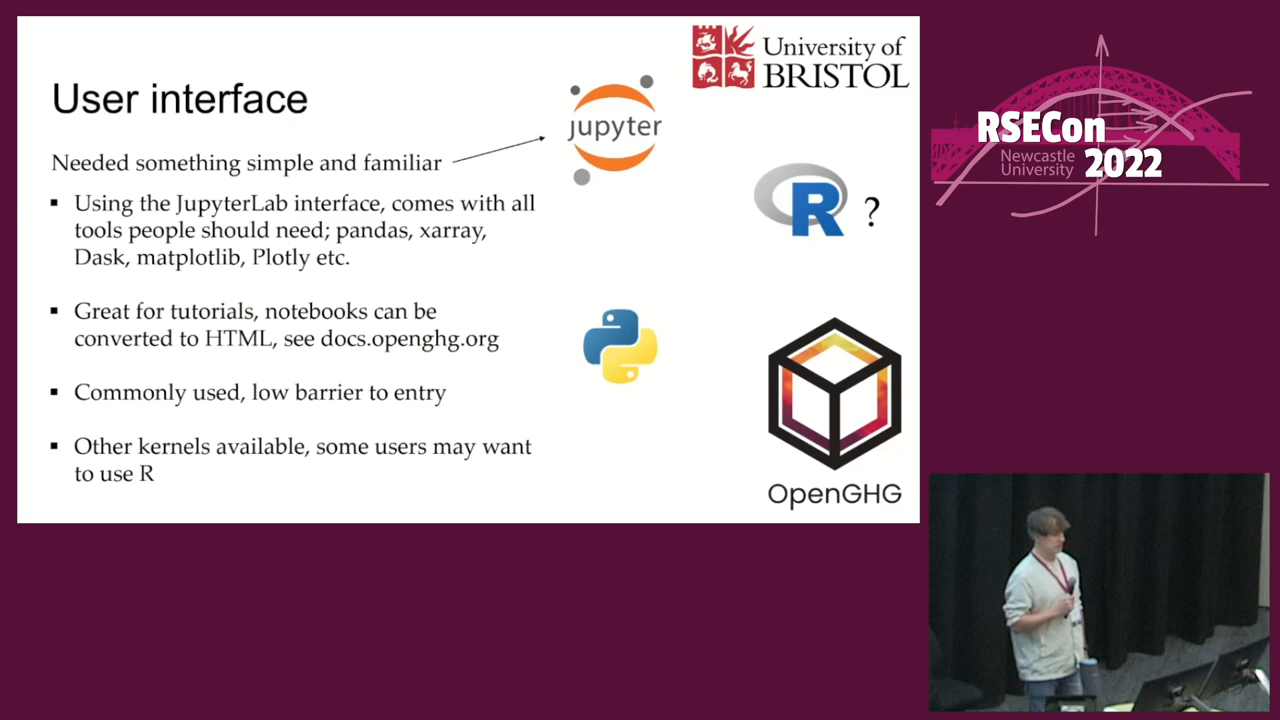 University of
BRISTOL
User interface
jupyter
Needed something simple and familiar
▪ Using the JupyterLab interface, comes with all
tools people should need; pandas, xarray,
Dask, matplotlib, Plotly etc.
R ?
▪ Great for tutorials, notebooks can be
converted to HTML, see docs.openghg.org
▪ Commonly used, low barrier to entry
▪ Other kernels available, some users may want
to use R
OpenGHG
RSECon
Newcastle
University
2022